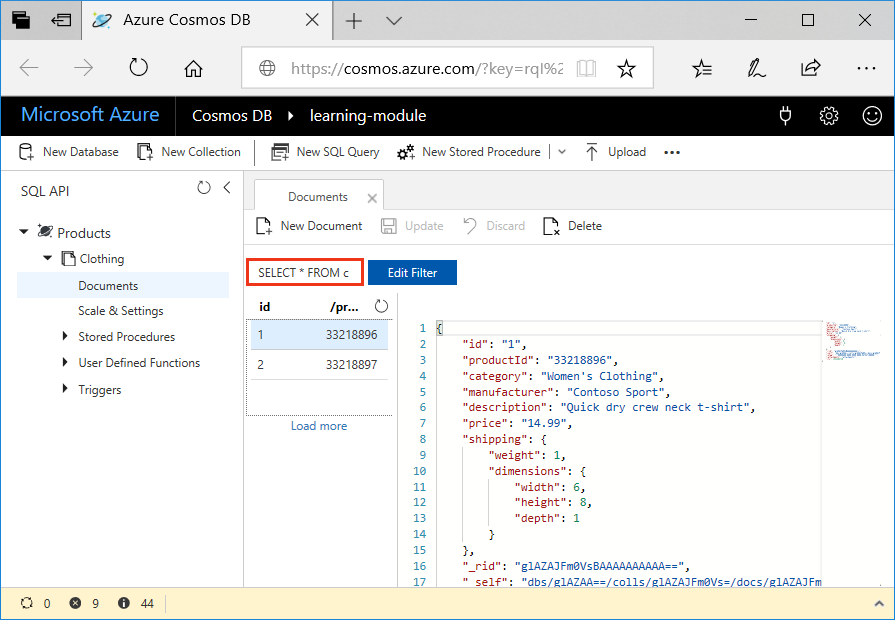 Azure Cosmos DB
https://cosmos.azure.com/?key=rql%2
Microsoft Azure Cosmos DB learning-module
New Database New Collection New SQL Query New Stored Procedure Upload
SQL API
Documents
New Document Update Discard Delete
Products
Clothing
Documents
Scale & Settings
Stored Procedures
User Defined Functions
Triggers
SELECT * FROM c Edit Filter
id /pr...
1 33218896
2 33218897
Load more
1 {
2 "id": "1",
3 "productId": "33218896",
4 "category": "Women's Clothing",
5 "manufacturer": "Contoso Sport",
6 "description": "Quick dry crew neck t-shirt",
7 "price": "14.99",
8 "shipping": {
9 "weight": 1,
10 "dimensions": {
11 "width": 6,
12 "height": 8,
13 "depth": 1
14 }
15 },
16 "_rid": "glAZAJFm0VsBAAAAAAAAAA==",
17 "_self": "dbs/glAZAA==/colls/glAZAJFm0Vs=/docs/glAZAJFm
0 9 44